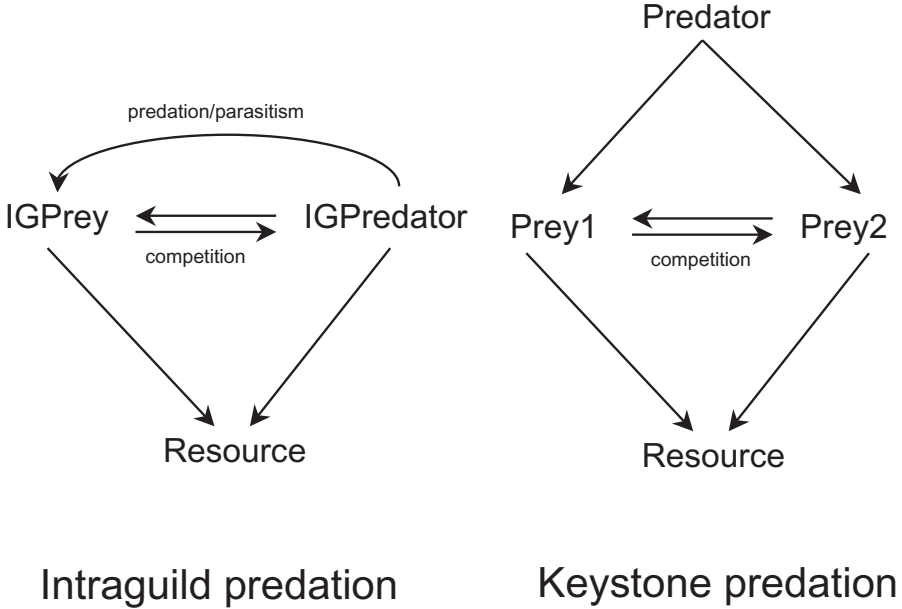 predation/parasitism
IGPrey
IGPredator
competition
Resource
Intraguild predation
Predator
Prey1
Prey2
competition
Resource
Keystone predation